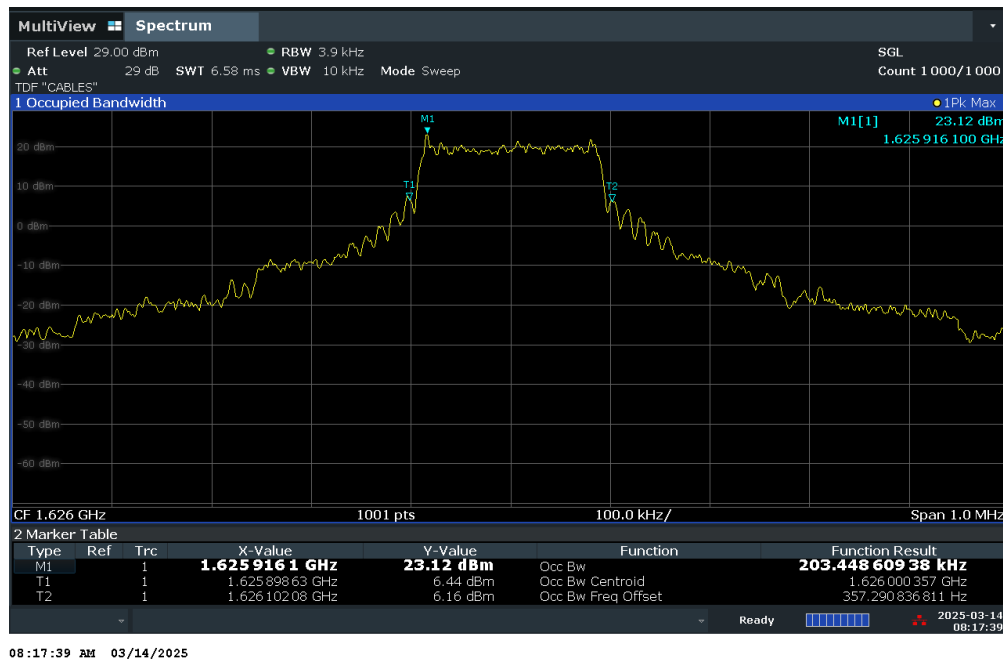 MultiView Spectrum
Ref Level 29.00 dBm RBW 3.9 kHz SGL
Att 29 dB SWT 6.58 ms VBW 10 kHz Mode Sweep Count 1000/1000
TDF "CABLES"
1 Occupied Bandwidth 1Pk Max
M1[1] 23.12 dBm
1.625 916 100 GHz
M1
T1
T2
20 dBm
10 dBm
0 dBm
-10 dBm
-20 dBm
-30 dBm
-40 dBm
-50 dBm
-60 dBm
CF 1.626 GHz 1001 pts 100.0 kHz/ Span 1.0 MHz
2 Marker Table
Type Ref Trc X-Value Y-Value Function Function Result
M1 1 1.625 916 1 GHz 23.12 dBm Occ Bw 203.448 609 38 kHz
T1 1 1.625 898 63 GHz 6.44 dBm Occ Bw Centroid 1.626 000 357 GHz
T2 1 1.626 102 08 GHz 6.16 dBm Occ Bw Freq Offset 357.290 836 811 Hz
Ready 2025-03-14
08:17:39
08:17:39 AM 03/14/2025